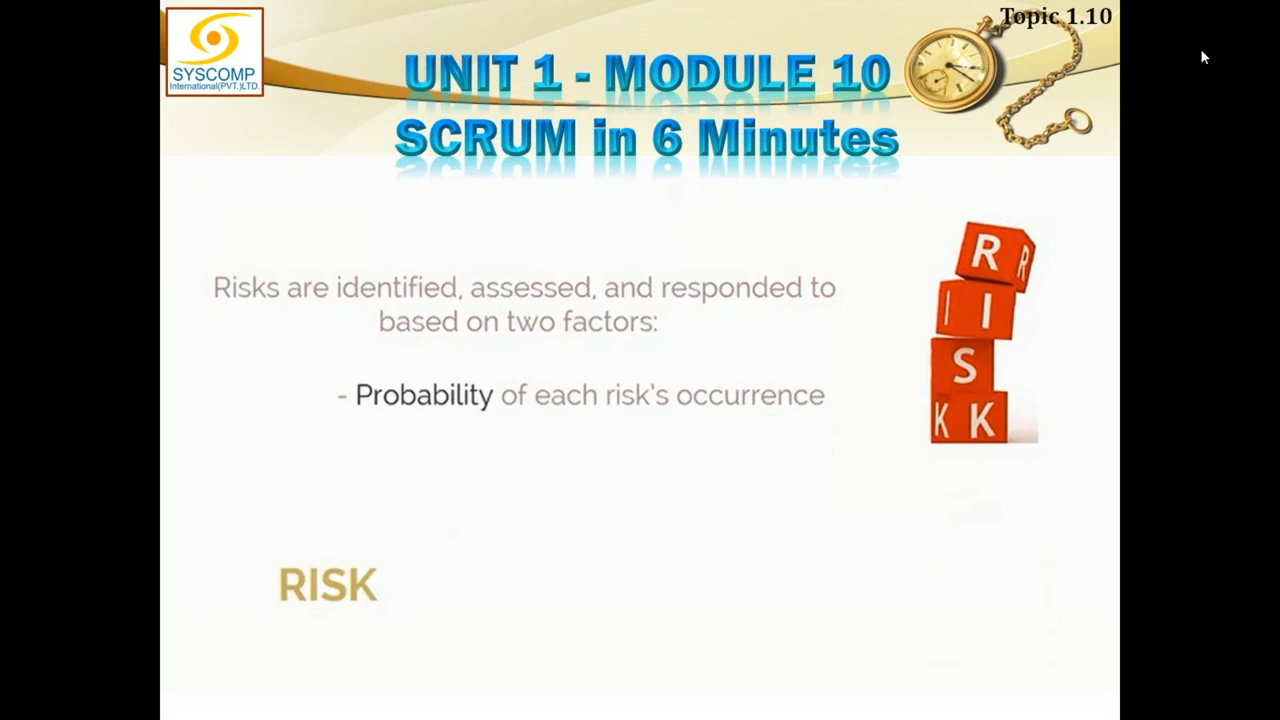 Topic 1.10
SYSCOMP
International(PVT.)LTD.
UNIT 1 - MODULE 10
SCRUM in 6 Minutes
Risks are identified, assessed, and responded to
based on two factors:
- Probability of each risk's occurrence
R R
I I
S
K K
RISK